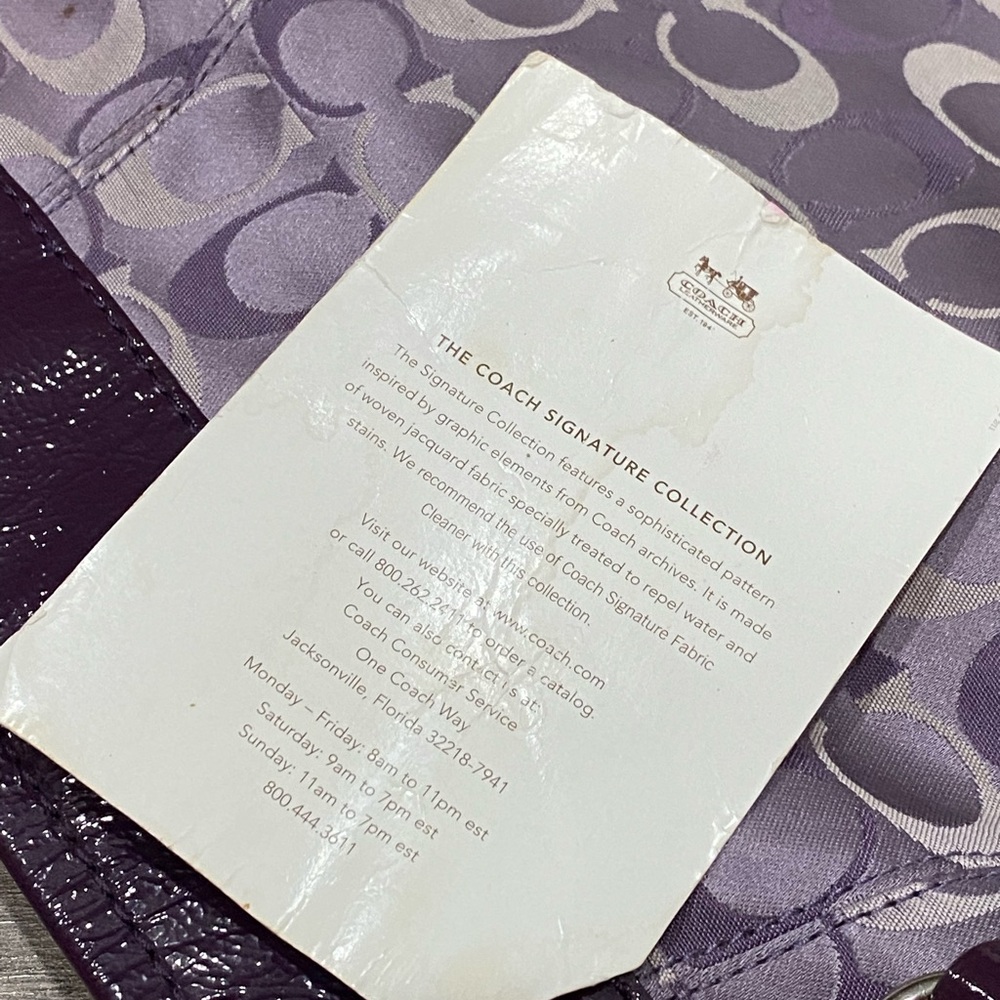 COACH
LEATHERWARE
EST. 194
THE COACH SIGNATURE COLLECTION
The Signature Collection features a sophisticated pattern
inspired by graphic elements from Coach archives. It is made
of woven jacquard fabric specially treated to repel water and
stains. We recommend the use of Coach Signature Fabric
Cleaner with this collection.
Visit our website at www.coach.com
or call 800.262.2411 to order a catalog.
You can also contact us at:
Coach Consumer Service
One Coach Way
Jacksonville, Florida 32218-7941
Monday – Friday: 8am to 11pm est
Saturday: 9am to 7pm est
Sunday: 11am to 7pm est
800.444.3611